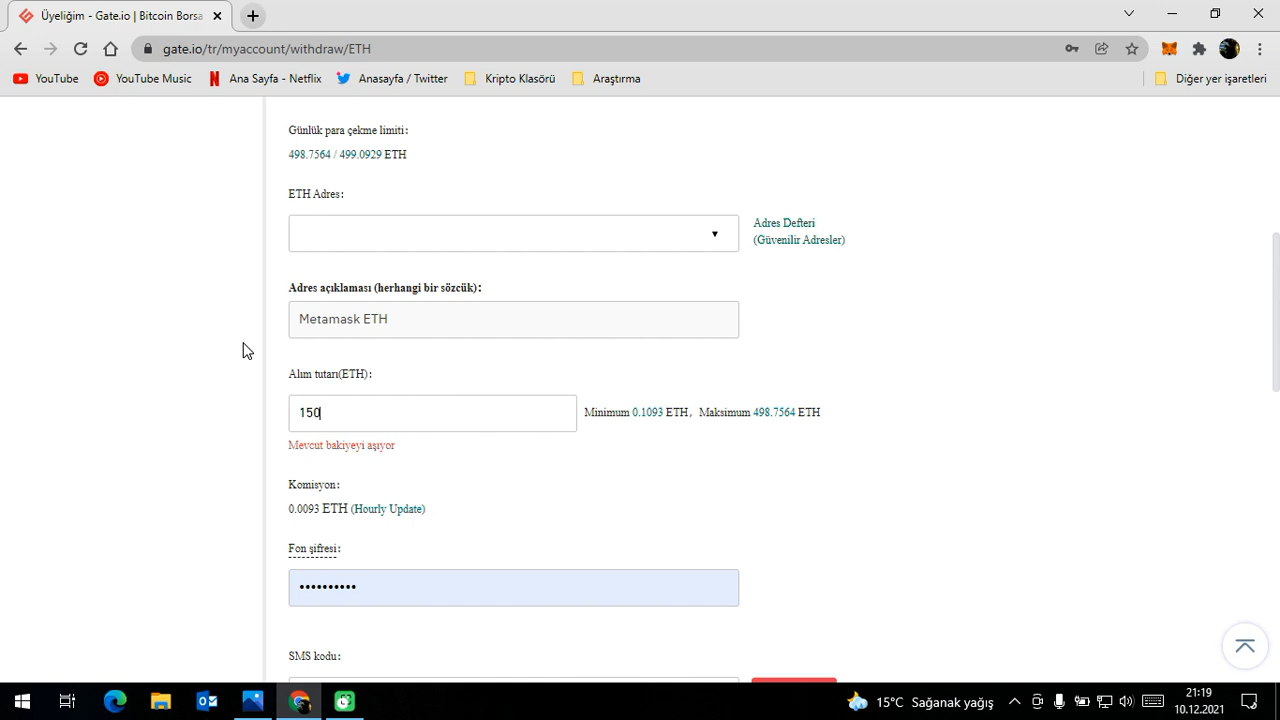 Üyeliğim - Gate.io | Bitcoin Borsa
gate.io/tr/myaccount/withdraw/ETH
YouTube
YouTube Music
Ana Sayfa - Netflix
Anasayfa / Twitter
Kripto Klasörü
Araştırma
Diğer yer işaretleri
Günlük para çekme limiti:
498.7564 / 499.0929 ETH
ETH Adres:
Adres Defteri
(Güvenilir Adresler)
Adres açıklaması (herhangi bir sözcük):
Metamask ETH
Alım tutarı(ETH):
150
Minimum 0.1093 ETH, Maksimum 498.7564 ETH
Mevcut bakiyeyi aşıyor
Komisyon:
0.0093 ETH (Hourly Update)
Fon şifresi:
••••••••••
SMS kodu:
15°C Sağanak yağış
21:19
10.12.2021